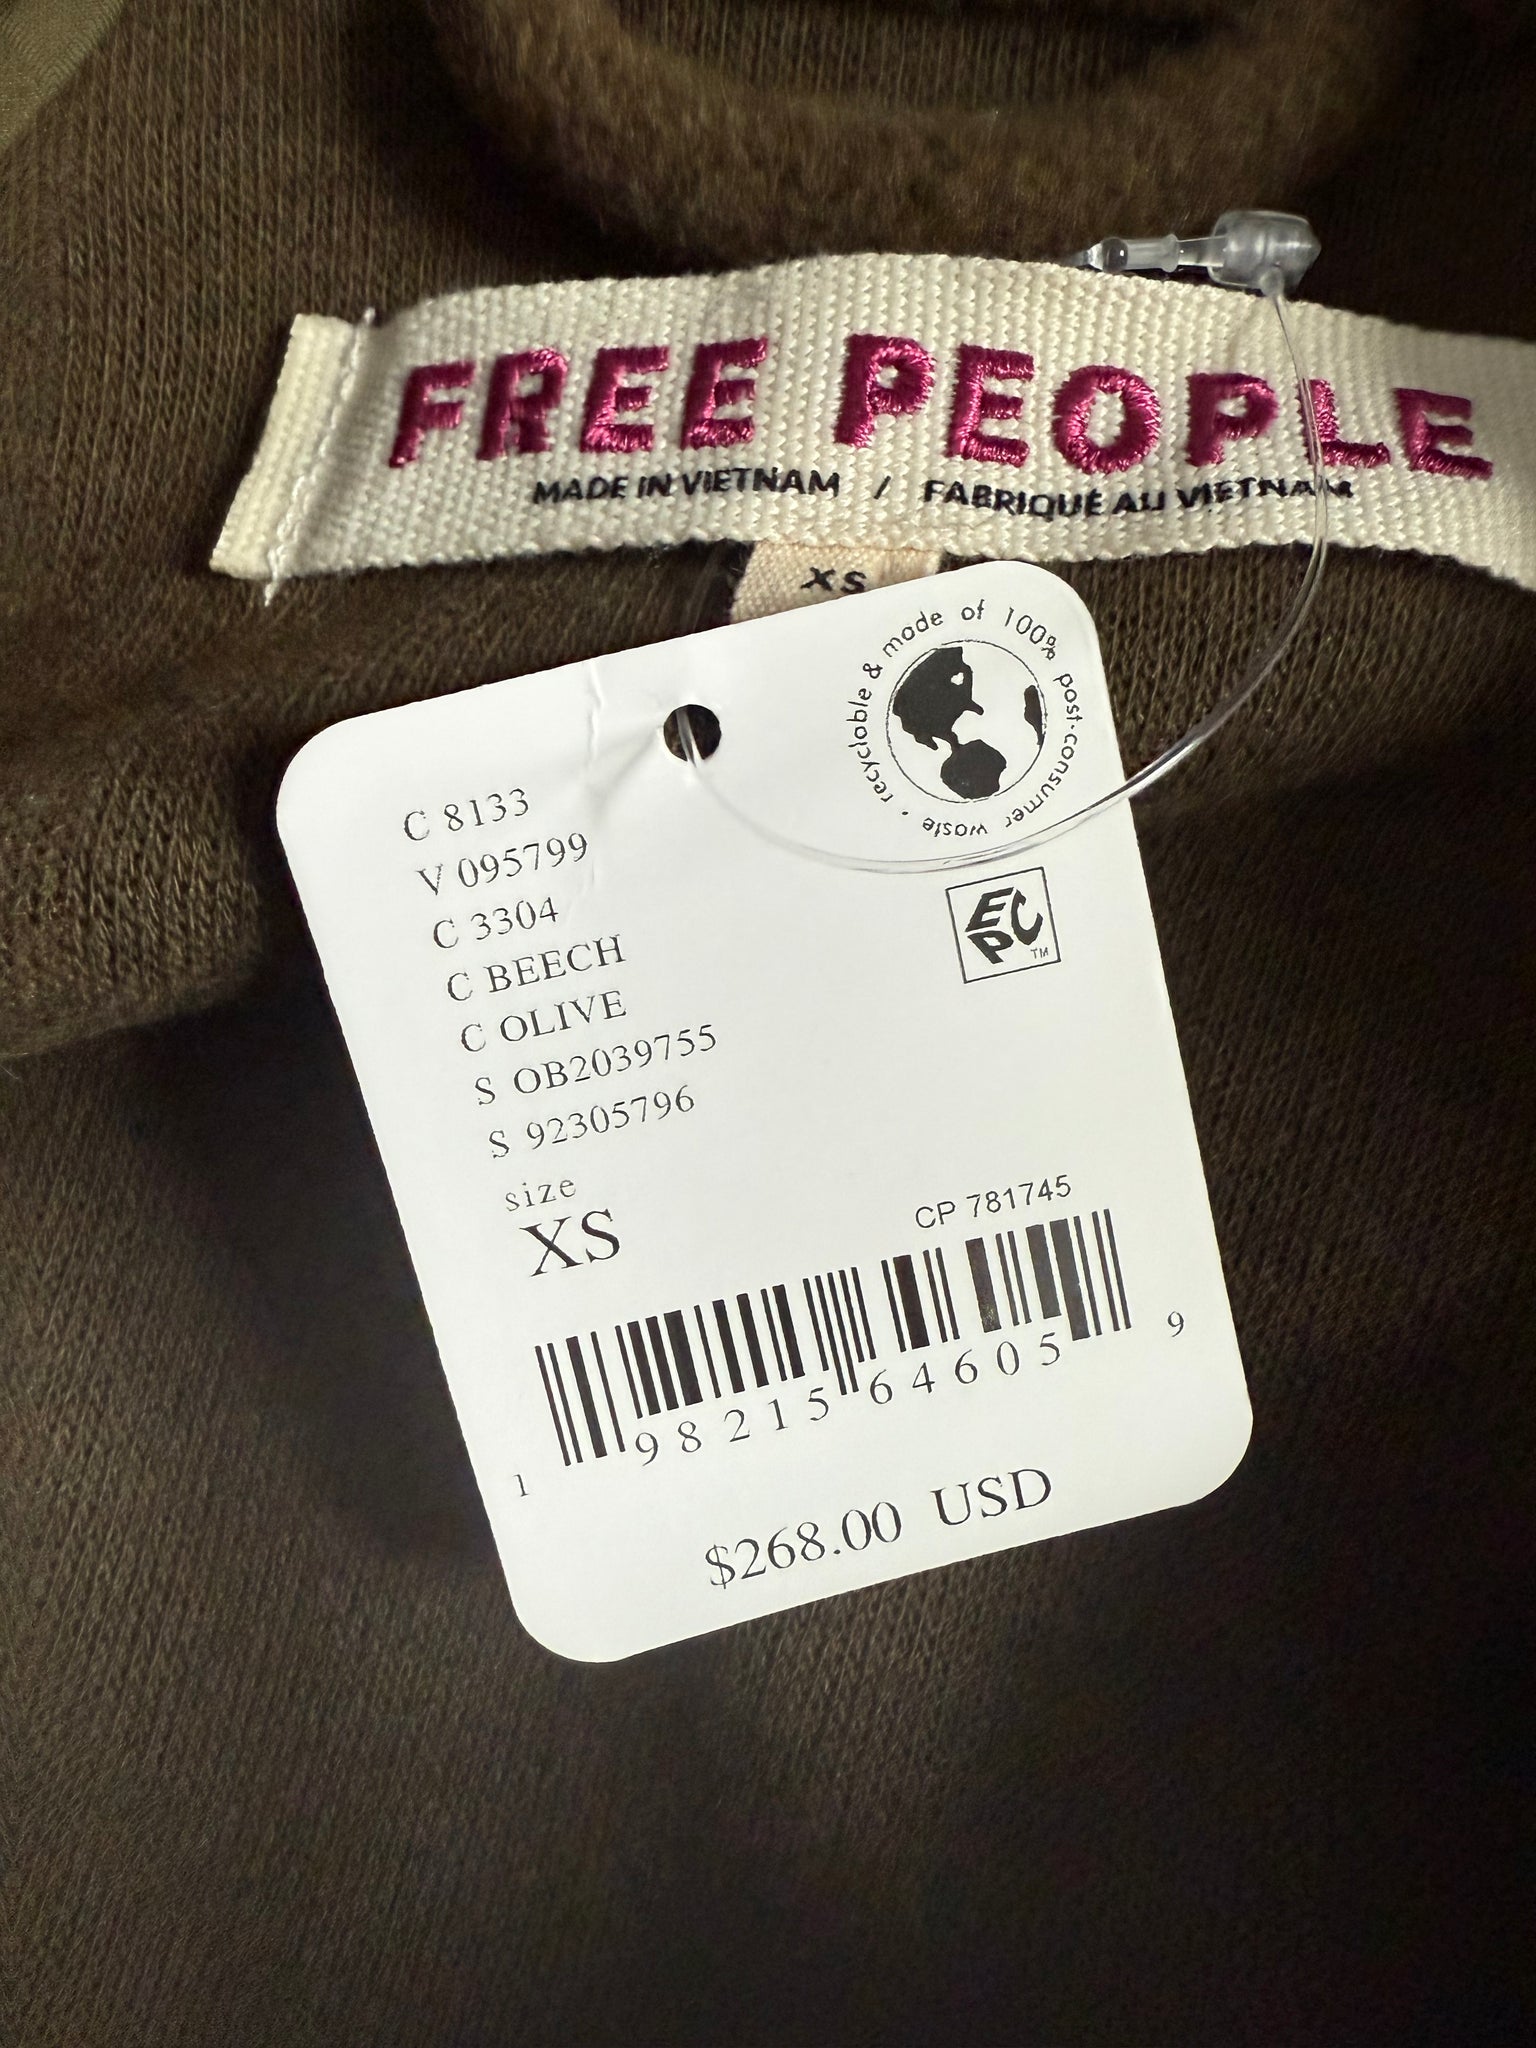 FREE PEOPLE
MADE IN VIETNAM / FABRIQUÉ AU VIETNAM
XS
recyclable & made of 100% post-consumer waste •
EPC™
C 8133
V 095799
C 3304
C BEECH
C OLIVE
S OB2039755
S 92305796
size
XS
CP 781745
1 98215 64605 9
$268.00 USD